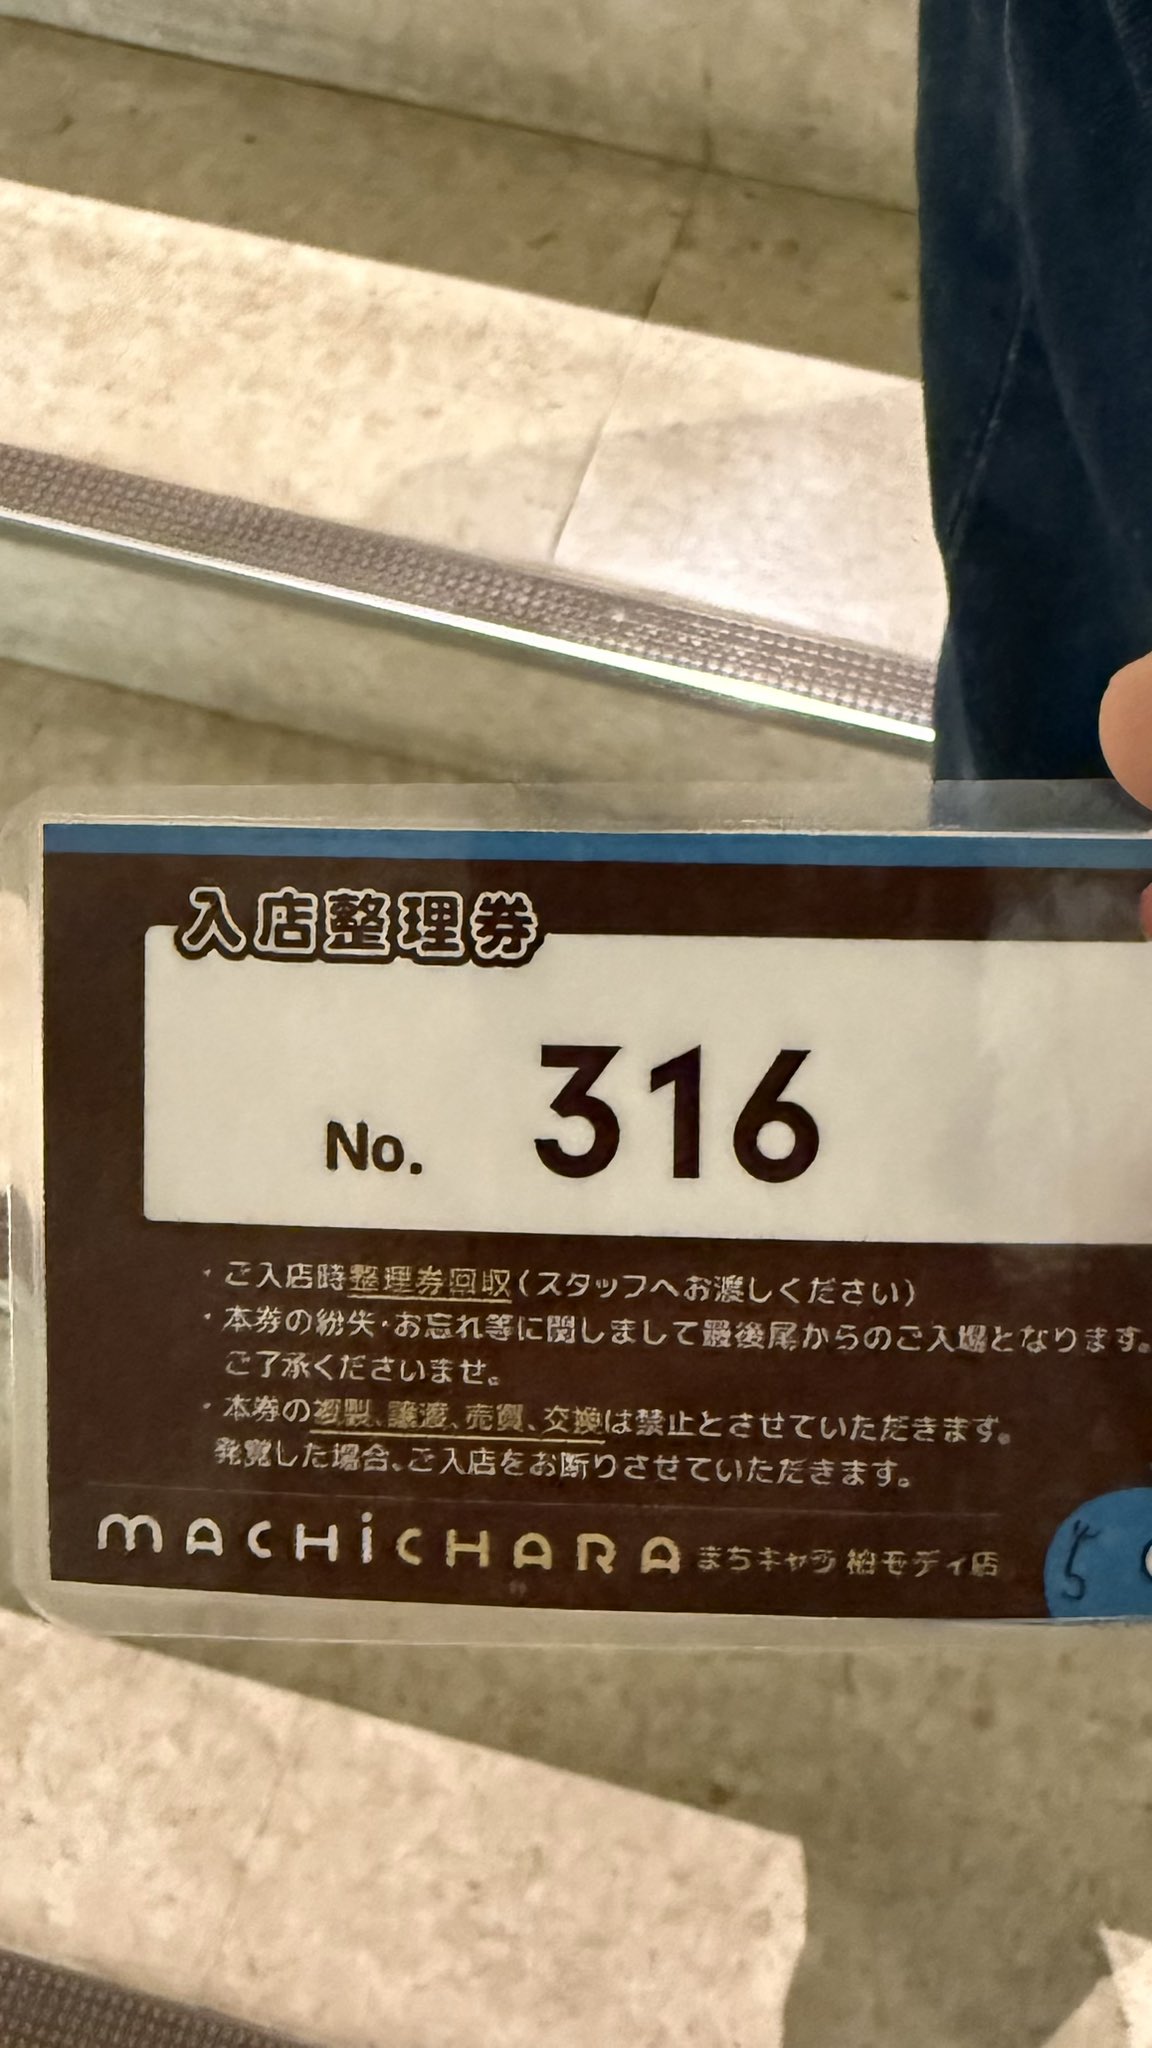 入店整理券
No. 316
・ご入店時整理券回収(スタッフへお渡しください)
・本券の紛失・お忘れ等に関しまして最後尾からのご入場となります。
ご了承くださいませ。
・本券の複製、譲渡、売買、交換は禁止とさせていただきます。
発覚した場合、ご入店をお断りさせていただきます。
MACHICHARA まちキャラ 柏モディ店
5